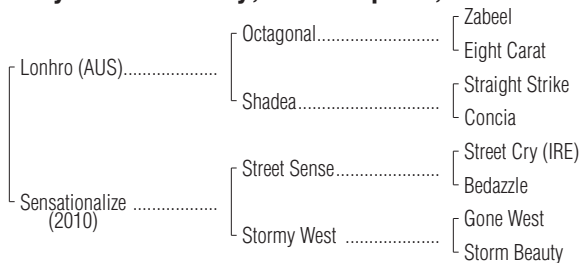 Zabeel
Octagonal....................
Eight Carat
Lonhro (AUS)...................
Straight Strike
Shadea.........................
Concia
Street Cry (IRE)
Street Sense.................
Bedazzle
Sensationalize .................
(2010)
Gone West
Stormy West ...................
Storm Beauty